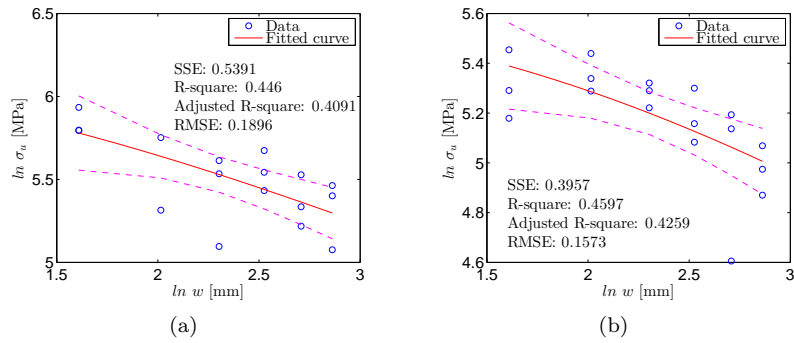 6.5
6
5.5
5
1.5
2
2.5
3
ln σu [MPa]
ln w [mm]
Data
Fitted curve
SSE: 0.5391
R-square: 0.446
Adjusted R-square: 0.4091
RMSE: 0.1896
(a)
5.6
5.4
5.2
5
4.8
4.6
1.5
2
2.5
3
ln σu [MPa]
ln w [mm]
Data
Fitted curve
SSE: 0.3957
R-square: 0.4597
Adjusted R-square: 0.4259
RMSE: 0.1573
(b)